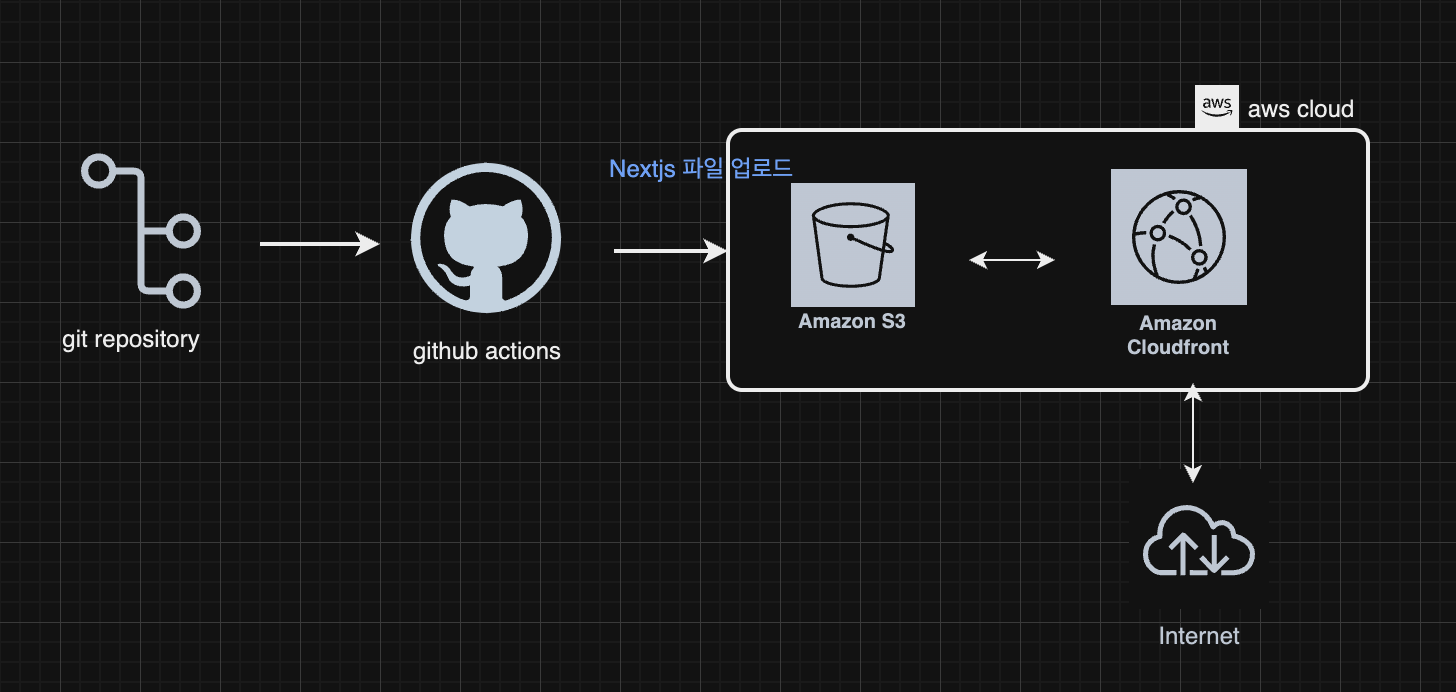 aws
aws cloud
Nextjs 파일 업로드
Amazon S3
Amazon
Cloudfront
git repository
github actions
Internet